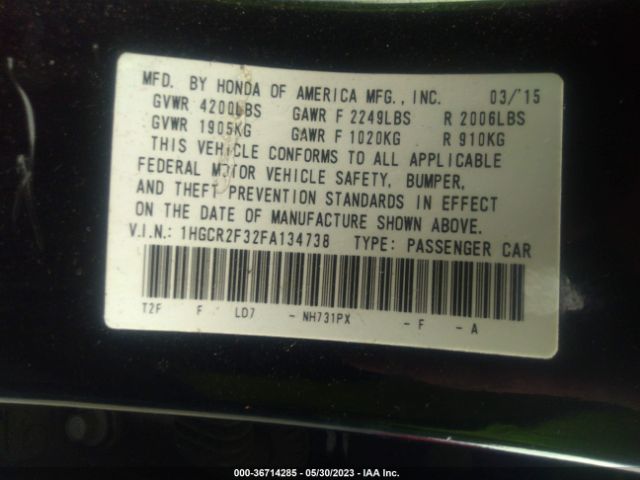 MFD. BY HONDA OF AMERICA MFG., INC. 03/'15
GVWR 4200LBS GAWR F 2249LBS R 2006LBS
GVWR 1905KG GAWR F 1020KG R 910KG
THIS VEHICLE CONFORMS TO ALL APPLICABLE
FEDERAL MOTOR VEHICLE SAFETY, BUMPER,
AND THEFT PREVENTION STANDARDS IN EFFECT
ON THE DATE OF MANUFACTURE SHOWN ABOVE.
V.I.N.: 1HGCR2F32FA134738 TYPE: PASSENGER CAR
T2F F LD7 - NH731PX - F - A
000-36714285 - 05/30/2023 - IAA Inc.